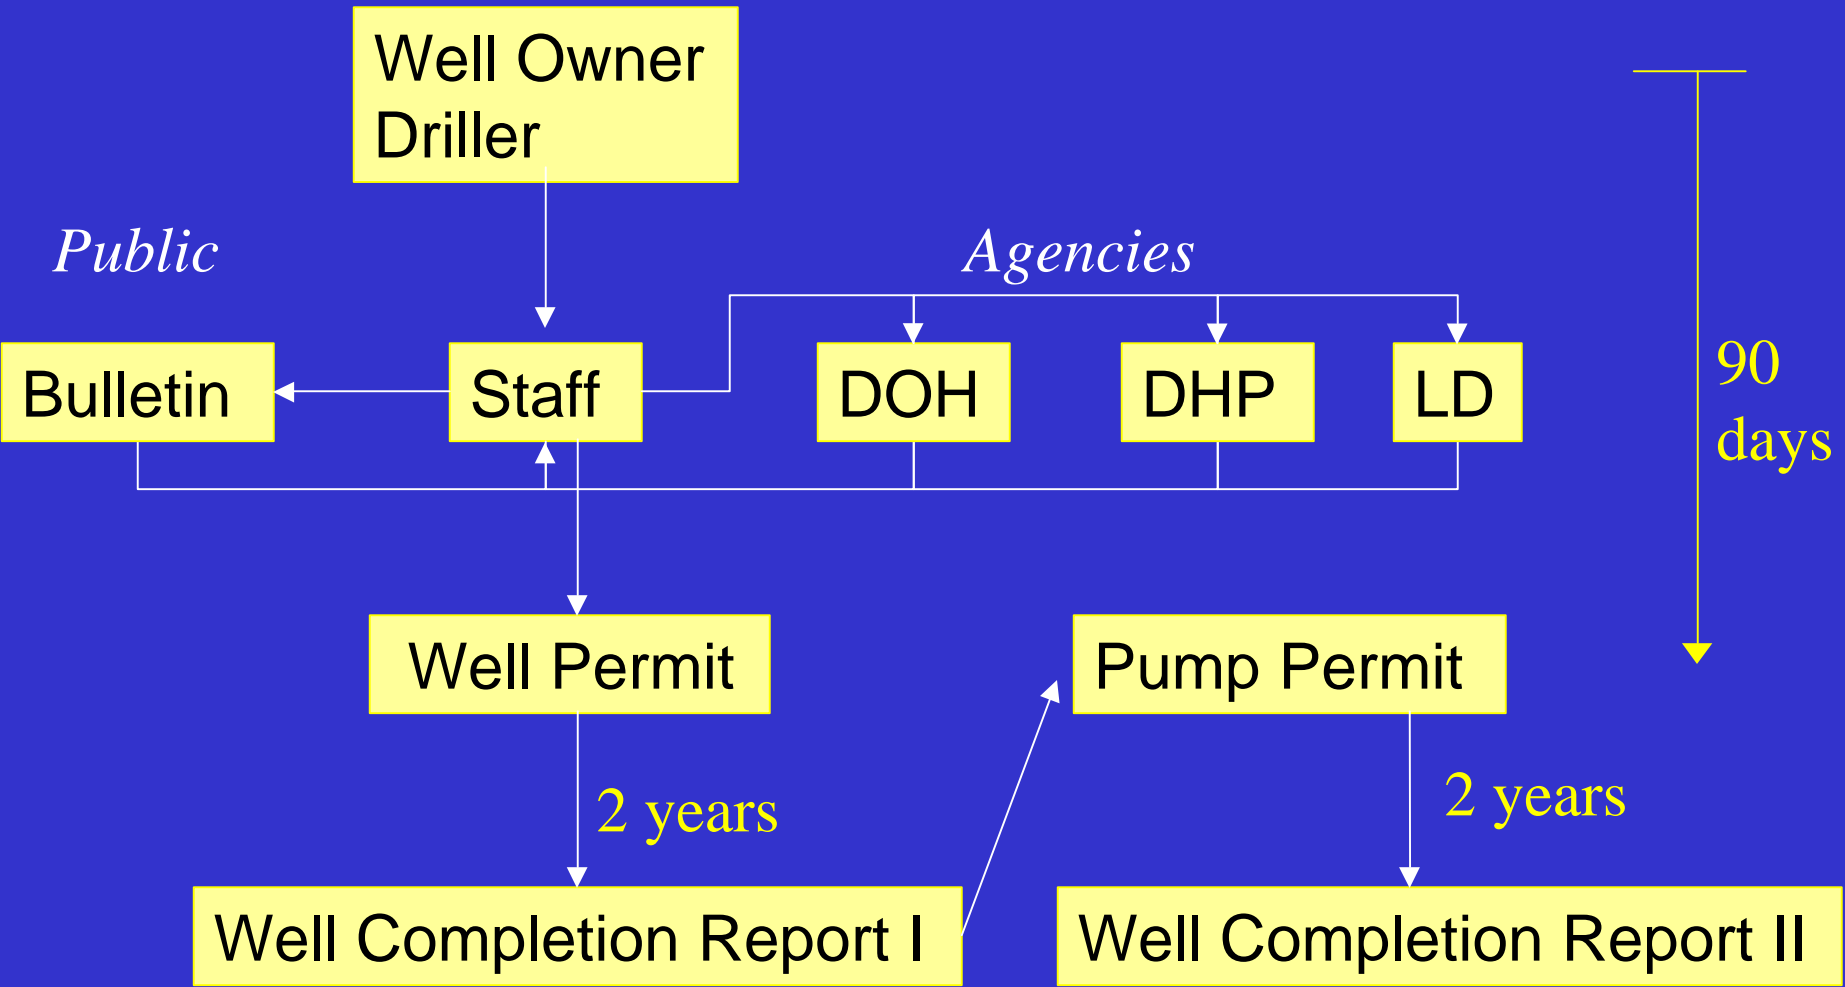 Well Owner
Driller
Public
Agencies
Bulletin
Staff
DOH
DHP
LD
90
days
Well Permit
Pump Permit
2 years
2 years
Well Completion Report I
Well Completion Report II